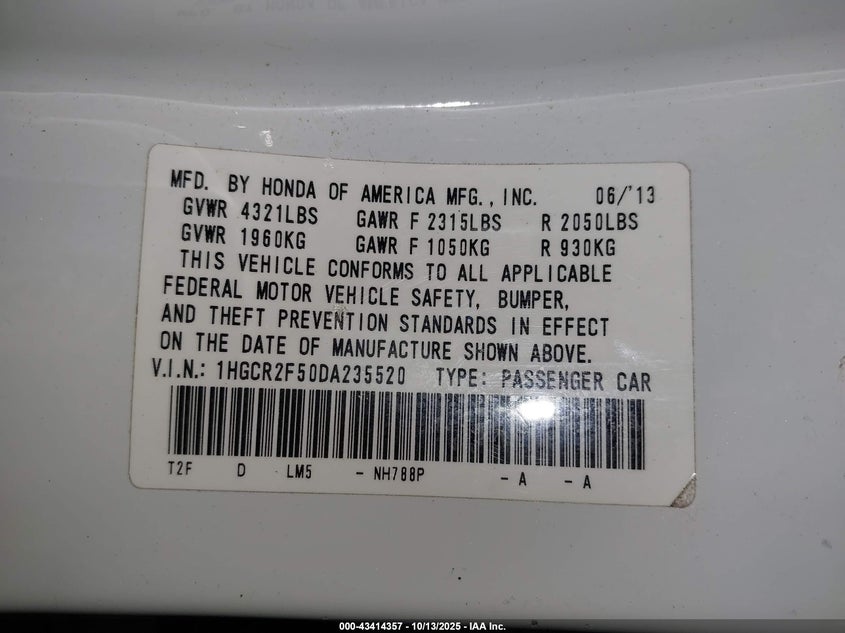 MFD. BY HONDA OF AMERICA MFG., INC. 06/'13
GVWR 4321LBS GAWR F 2315LBS R 2050LBS
GVWR 1960KG GAWR F 1050KG R 930KG
THIS VEHICLE CONFORMS TO ALL APPLICABLE
FEDERAL MOTOR VEHICLE SAFETY, BUMPER,
AND THEFT PREVENTION STANDARDS IN EFFECT
ON THE DATE OF MANUFACTURE SHOWN ABOVE.
V.I.N.: 1HGCR2F50DA235520 TYPE: PASSENGER CAR
T2F D LM5 - NH788P - A - A
000-43414357 - 10/13/2025 - IAA Inc.